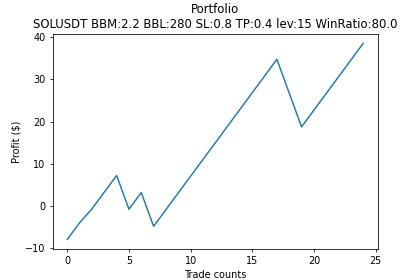 Portfolio
SOLUSDT BBM:2.2 BBL:280 SL:0.8 TP:0.4 lev:15 WinRatio:80.0
40
30
20
10
0
−10
Profit ($)
0 5 10 15 20 25
Trade counts